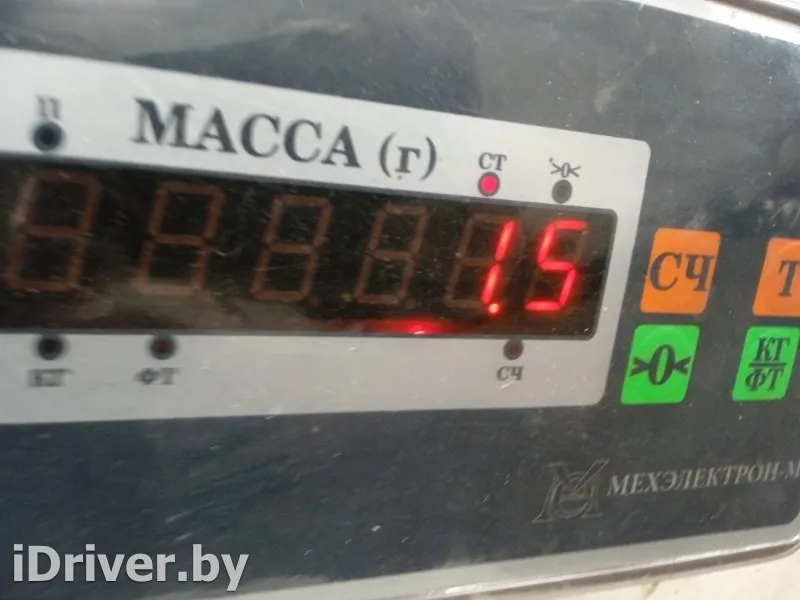 П
МАССА (г)
СТ
>0<
1.5
КГ
ФТ
СЧ
СЧ
Т
>0<
КГ
ФТ
МЕХЭЛЕКТРОН-М
iDriver.by